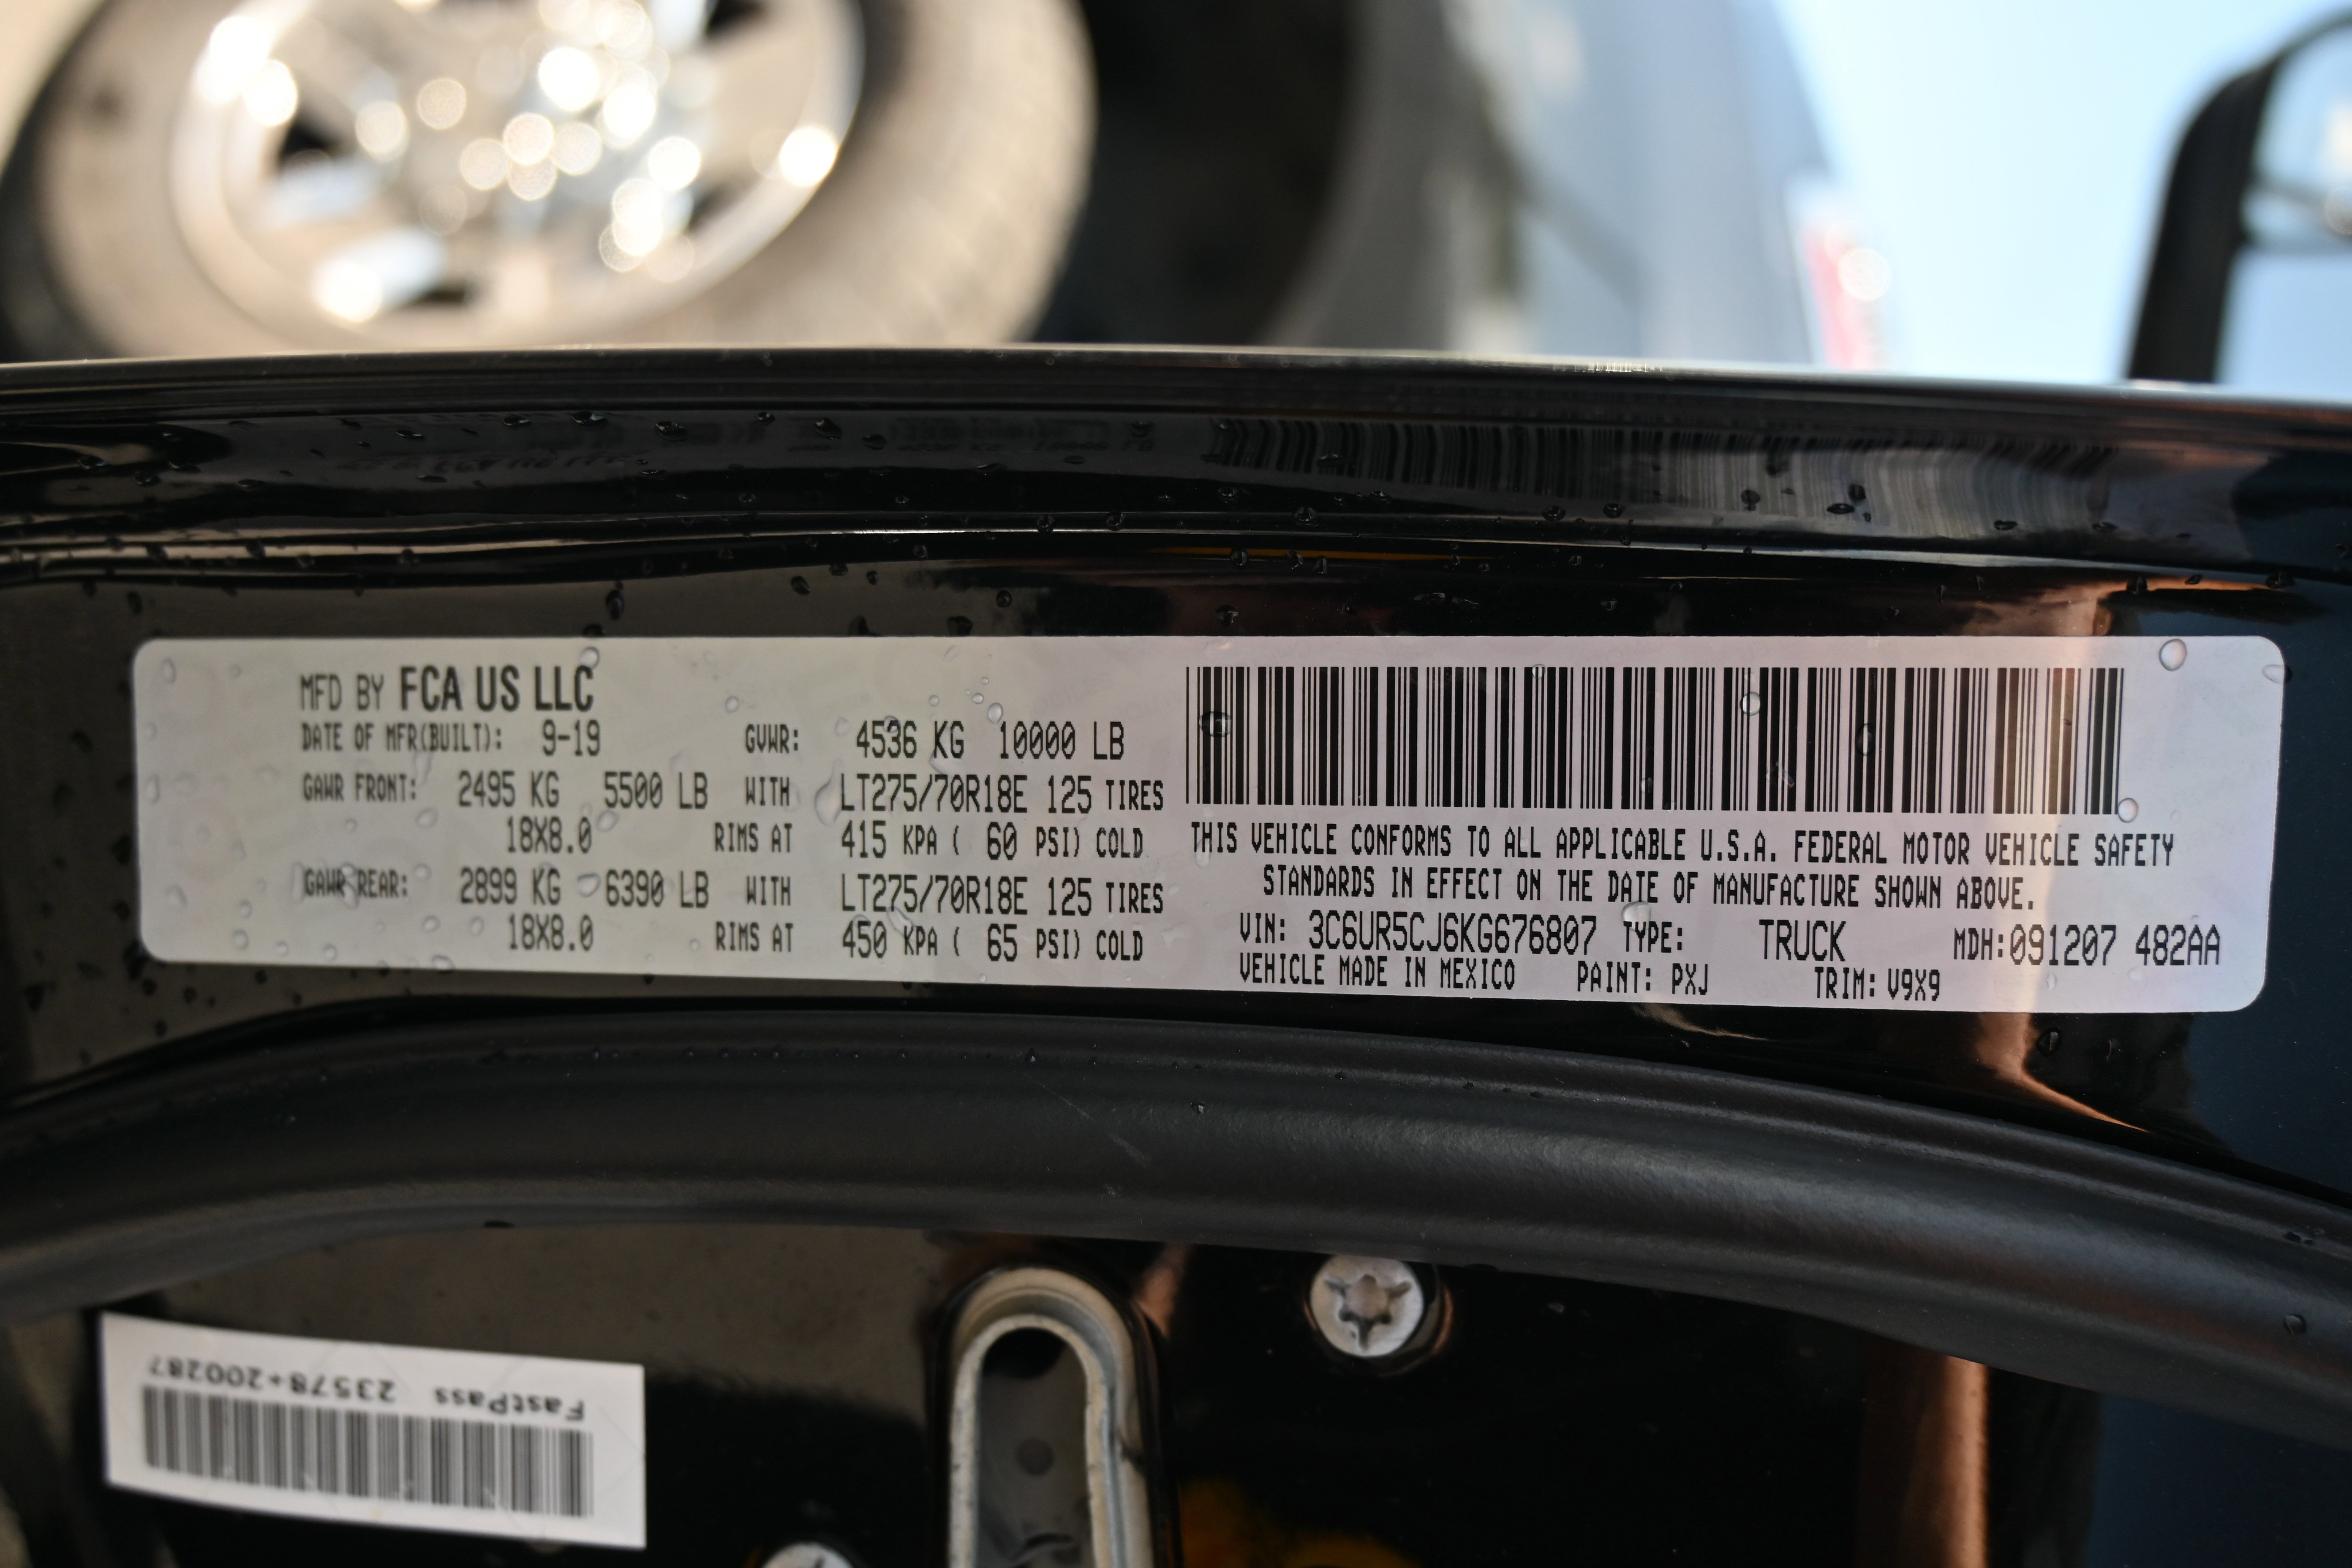 MFD BY FCA US LLC
DATE OF MFR(BUILT): 9-19 GVWR: 4536 KG 10000 LB
GAWR FRONT: 2495 KG 5500 LB WITH LT275/70R18E 125 TIRES
18X8.0 RIMS AT 415 KPA ( 60 PSI) COLD
GAWR REAR: 2899 KG 6390 LB WITH LT275/70R18E 125 TIRES
18X8.0 RIMS AT 450 KPA ( 65 PSI) COLD
THIS VEHICLE CONFORMS TO ALL APPLICABLE U.S.A. FEDERAL MOTOR VEHICLE SAFETY
STANDARDS IN EFFECT ON THE DATE OF MANUFACTURE SHOWN ABOVE.
VIN: 3C6UR5CJ6KG676807 TYPE: TRUCK MDH:091207 482AA
VEHICLE MADE IN MEXICO PAINT: PXJ TRIM: V9X9
FastPass 23578+200287